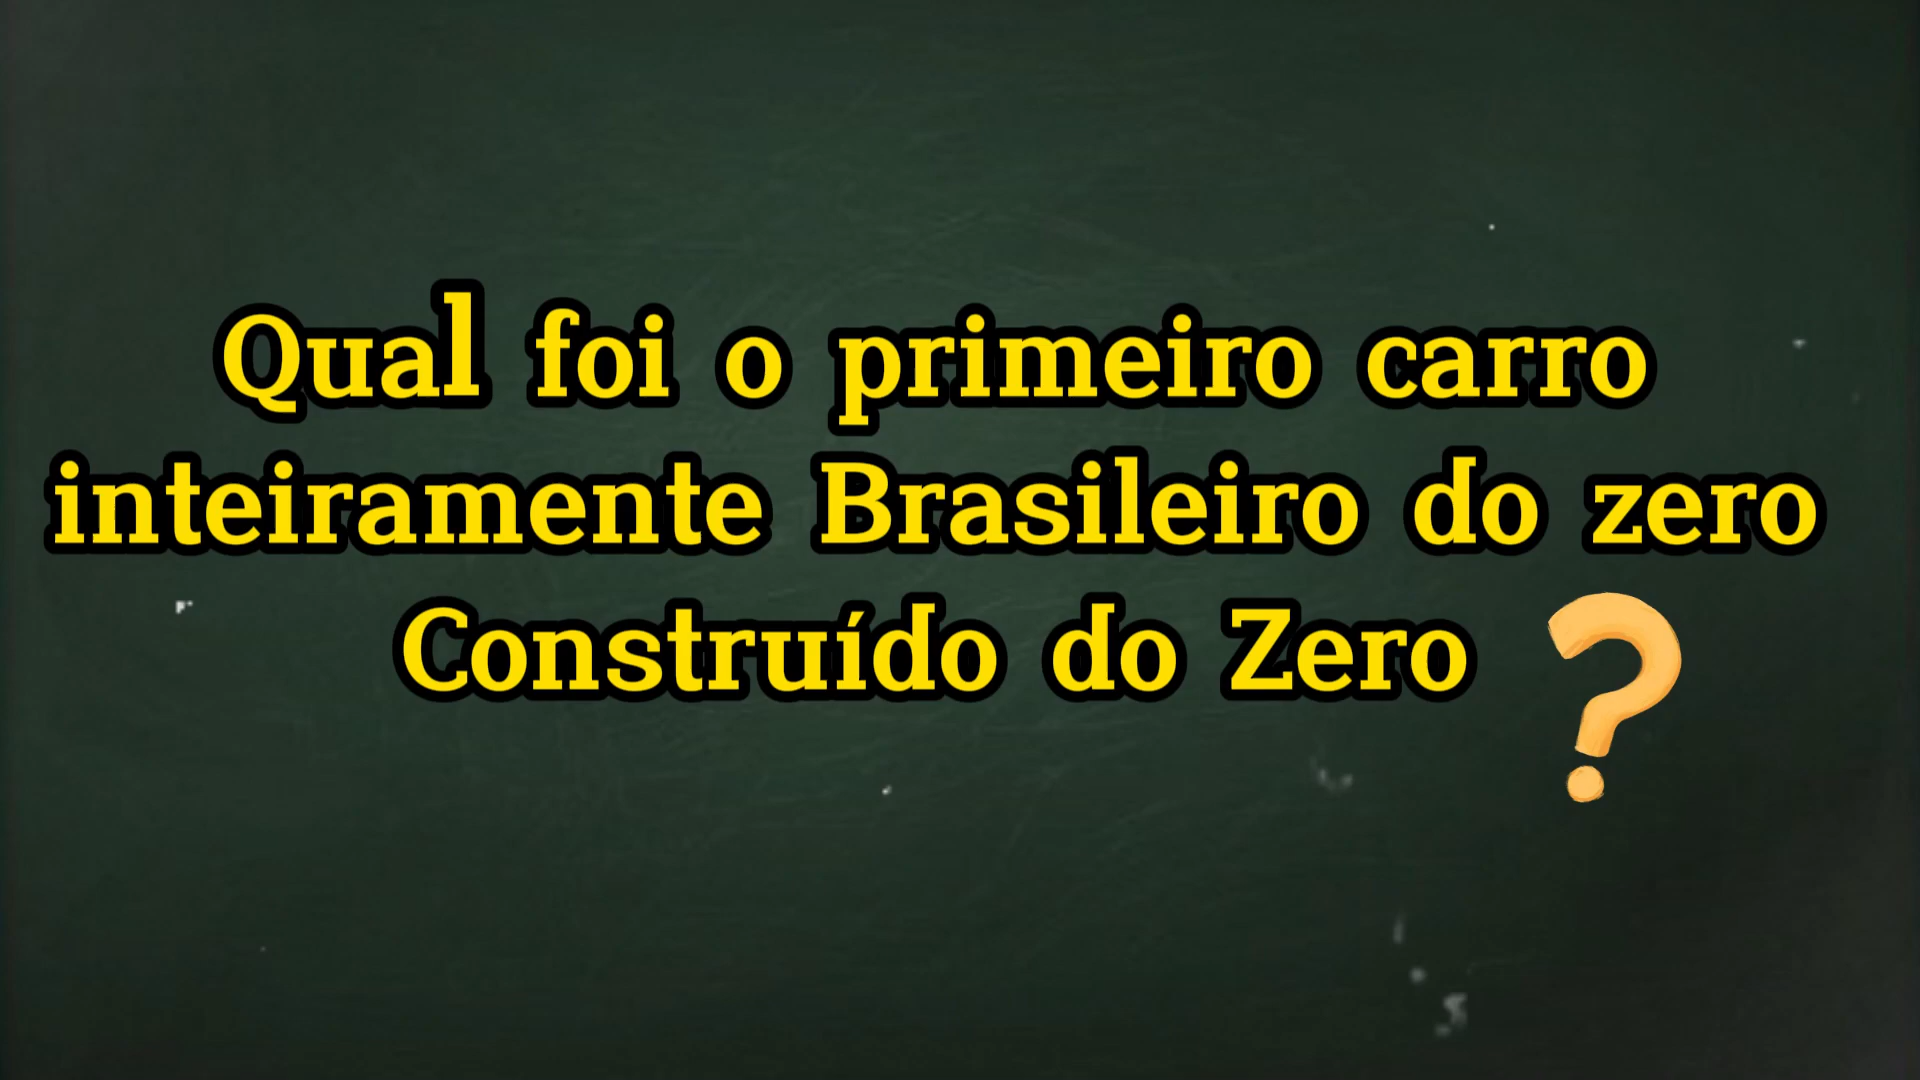 Qual foi o primeiro carro
inteiramente Brasileiro do zero
Construído do Zero ?